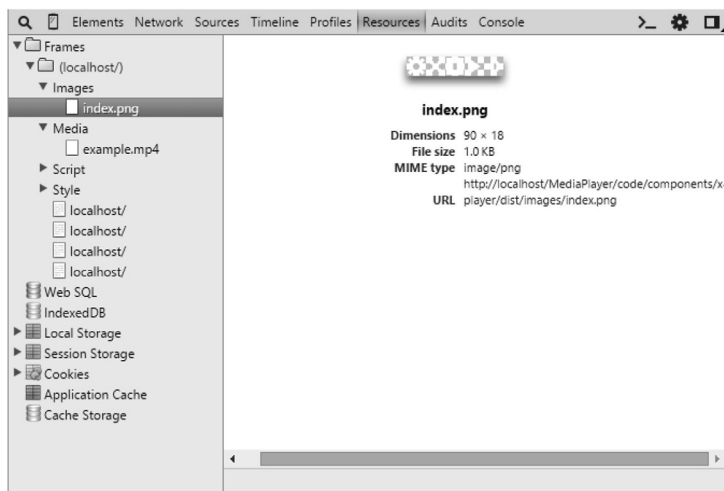 Elements Network Sources Timeline Profiles Resources Audits Console
Frames
(localhost/)
Images
index.png
Media
example.mp4
Script
Style
localhost/
localhost/
localhost/
localhost/
Web SQL
IndexedDB
Local Storage
Session Storage
Cookies
Application Cache
Cache Storage
index.png
Dimensions 90 × 18
File size 1.0 KB
MIME type image/png
http://localhost/MediaPlayer/code/components/x
URL player/dist/images/index.png